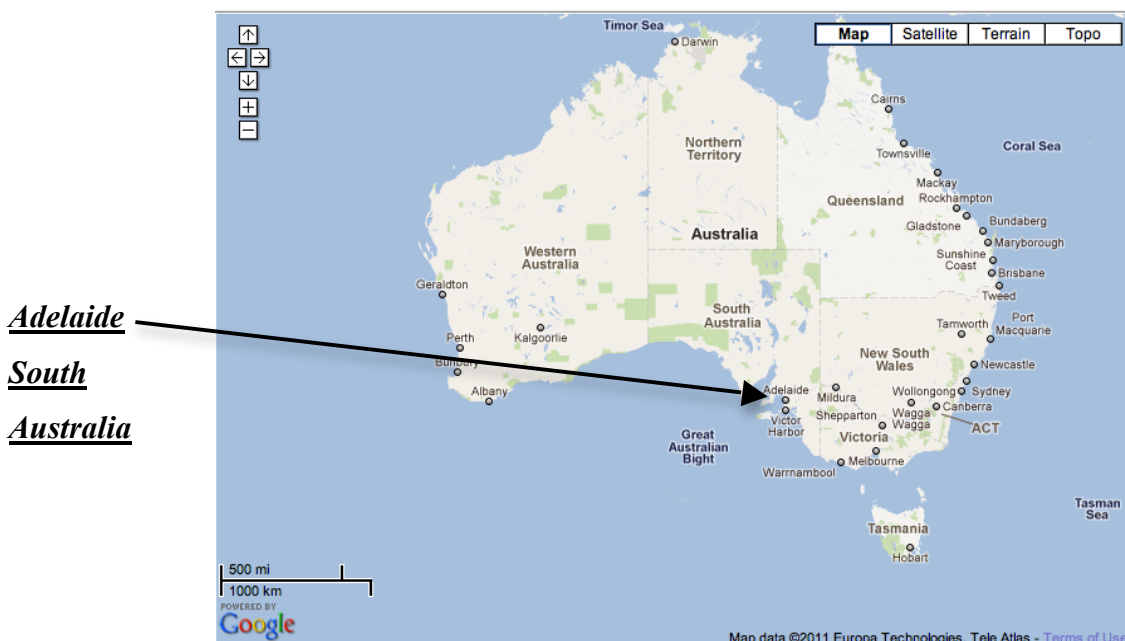 Timor Sea
Darwin
Map
Satellite
Terrain
Topo
Cairns
Northern
Territory
Townsville
Coral Sea
Mackay
Queensland
Rockhampton
Gladstone
Bundaberg
Australia
Maryborough
Western
Australia
Sunshine
Coast
Brisbane
Geraldton
Tweed
Adelaide
South
Australia
South
Australia
Port
Macquarie
Tamworth
Perth
Kalgoorlie
New South
Wales
Newcastle
Bunbury
Albany
Adelaide
Mildura
Wollongong
Sydney
Canberra
Victor
Harbor
Shepparton
Wagga
Wagga
ACT
Great
Australian
Bight
Victoria
Melbourne
Warrnambool
Tasman
Sea
Tasmania
Hobart
500 mi
1000 km
POWERED BY
Google
Map data ©2011 Europa Technologies, Tele Atlas - Terms of Use